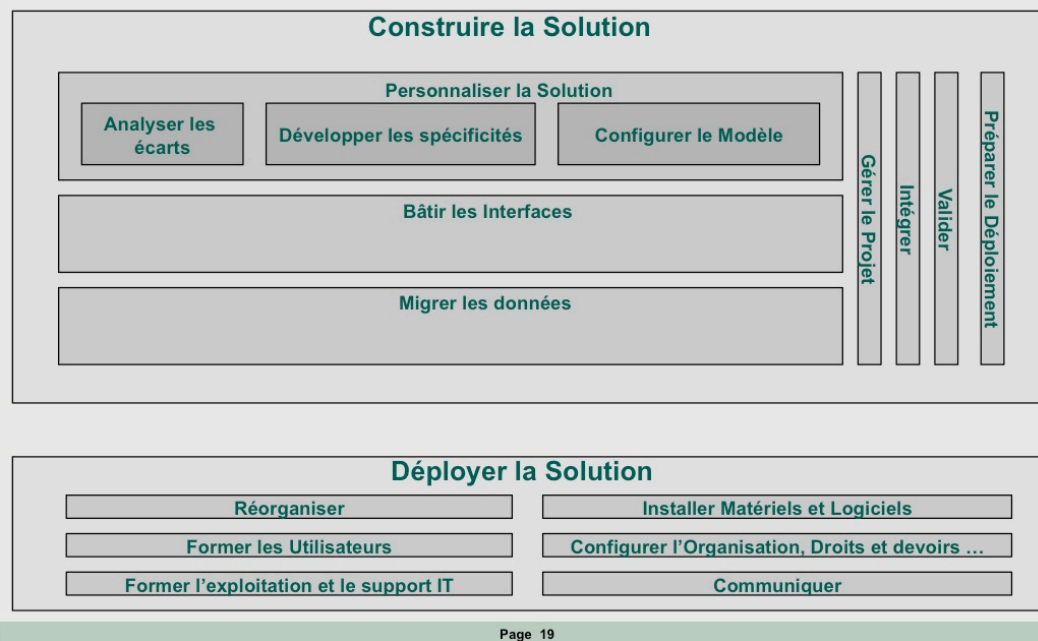 Construire la Solution
Personnaliser la Solution
Analyser les
écarts
Développer les spécificités
Configurer le Modèle
Bâtir les Interfaces
Migrer les données
Gérer le Projet
Intégrer
Valider
Préparer le Déploiement
Déployer la Solution
Réorganiser
Installer Matériels et Logiciels
Former les Utilisateurs
Configurer l’Organisation, Droits et devoirs …
Former l’exploitation et le support IT
Communiquer
Page 19